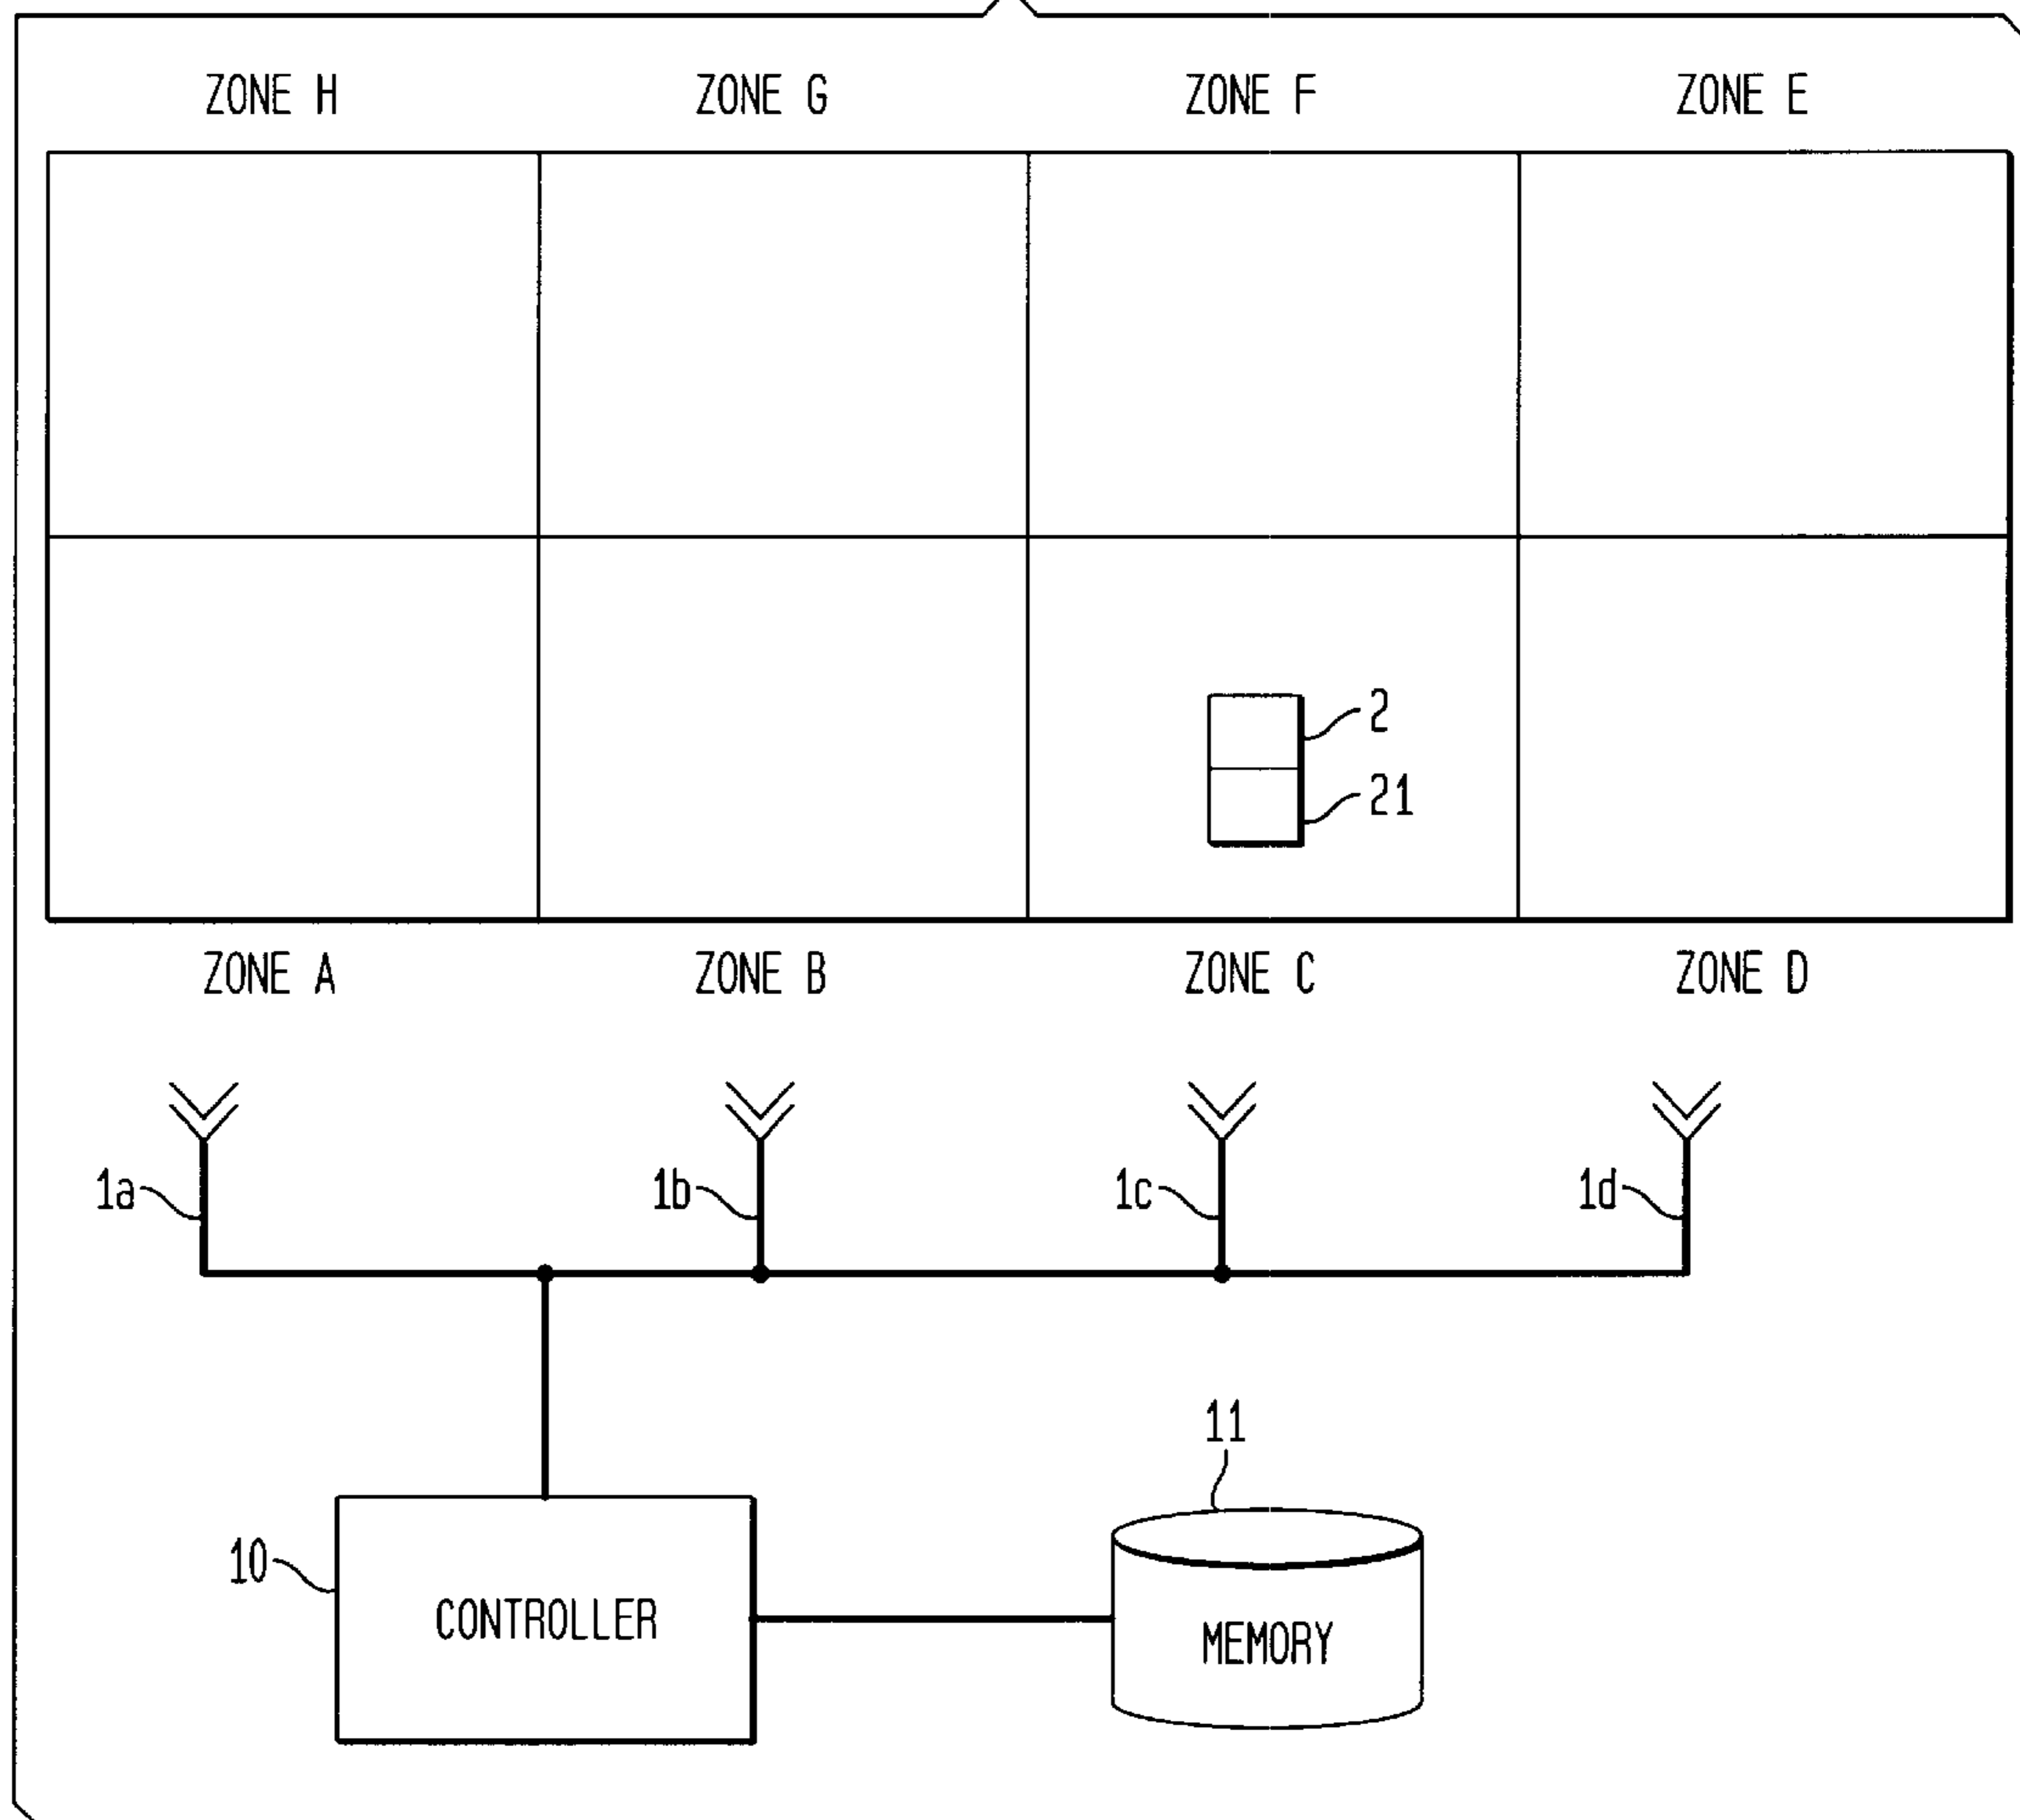 ZONE H ZONE G ZONE F ZONE E
2
21
ZONE A ZONE B ZONE C ZONE D
1a 1b 1c 1d
11
10
CONTROLLER
MEMORY